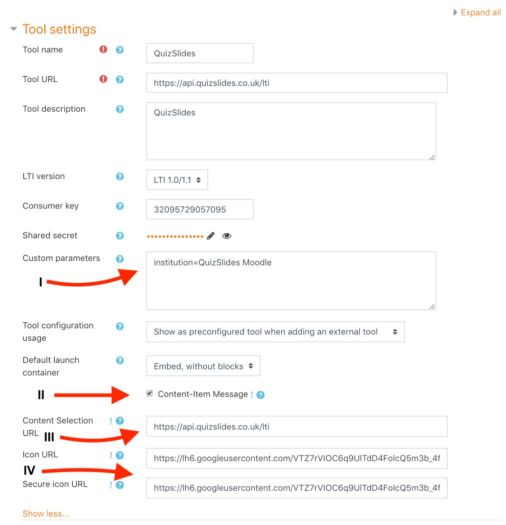 Expand all
Tool settings
Tool name QuizSlides
Tool URL https://api.quizslides.co.uk/lti
Tool description QuizSlides
LTI version LTI 1.0/1.1
Consumer key 32095729057095
Shared secret
Custom parameters institution=QuizSlides Moodle
I
Tool configuration
usage Show as preconfigured tool when adding an external tool
Default launch
container Embed, without blocks
II Content-Item Message
Content Selection
URL https://api.quizslides.co.uk/lti
III
Icon URL https://lh6.googleusercontent.com/VTZ7rVIOC6q9UlTdD4FolcQ5m3b_4f
IV
Secure icon URL https://lh6.googleusercontent.com/VTZ7rVIOC6q9UlTdD4FolcQ5m3b_4f
Show less...